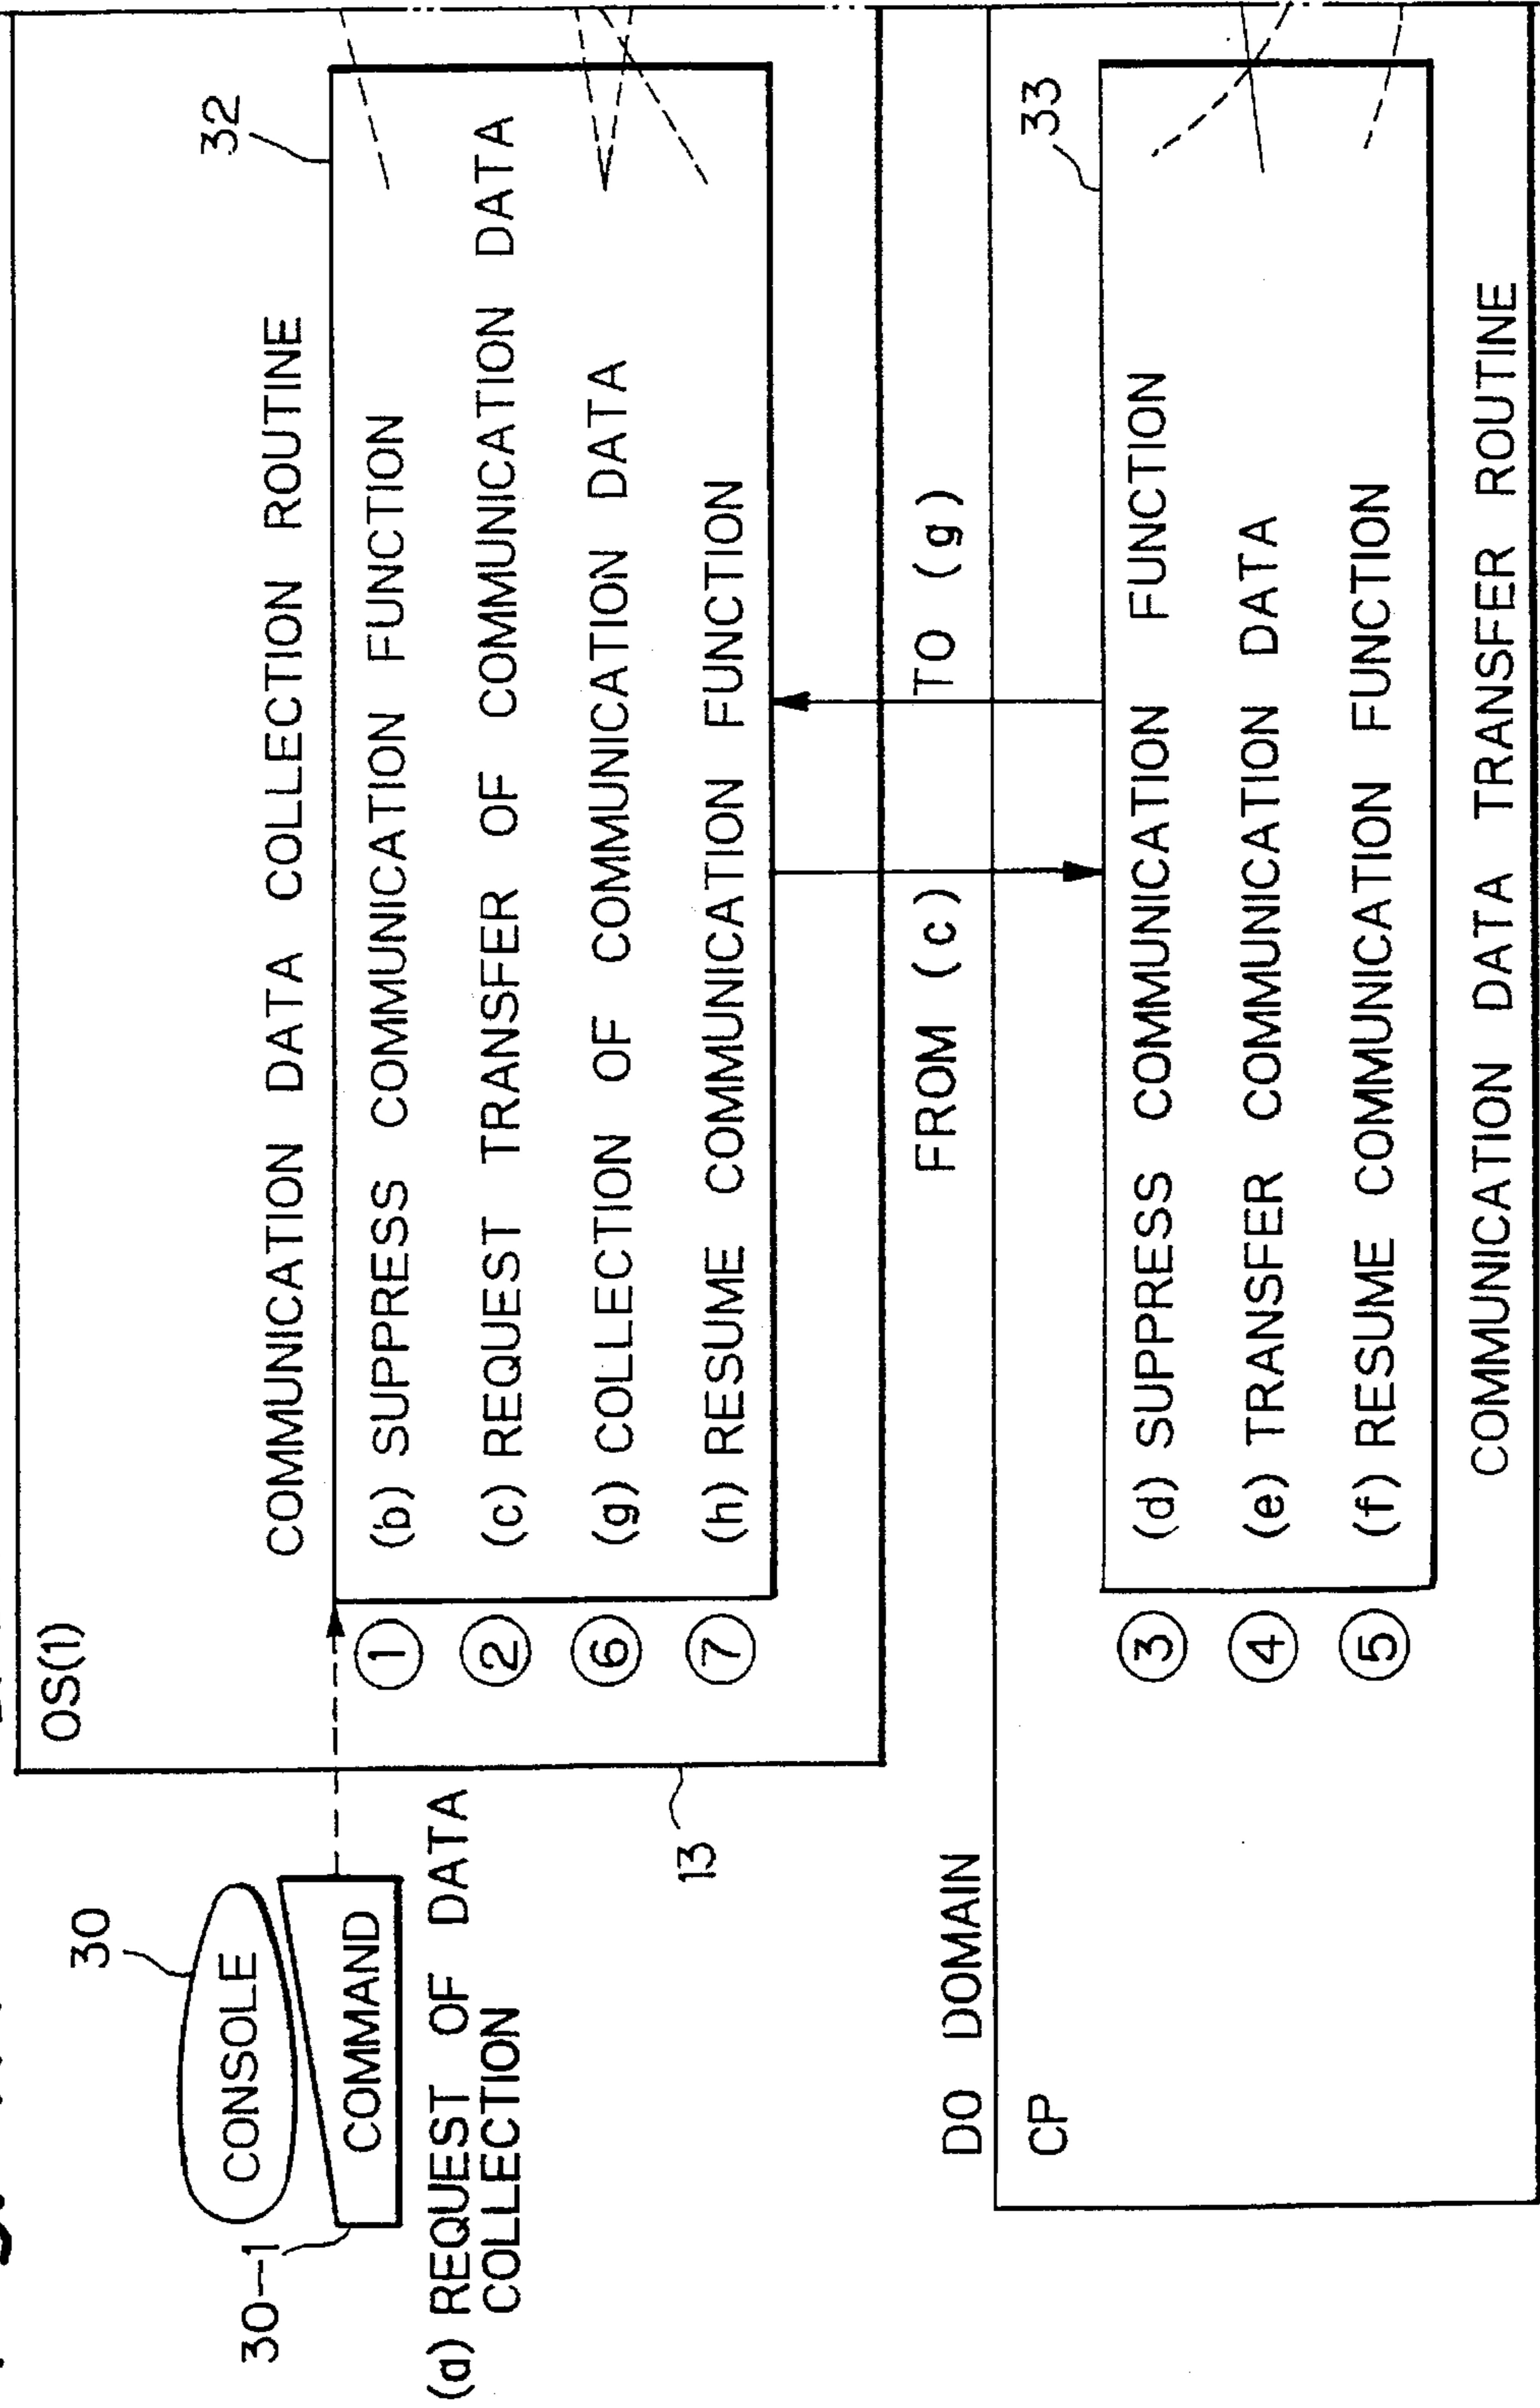 OS(1)
COMMUNICATION DATA COLLECTION ROUTINE
32
30
CONSOLE
30-1
COMMAND
(a) REQUEST OF DATA
COLLECTION
① (b) SUPPRESS COMMUNICATION FUNCTION
② (c) REQUEST TRANSFER OF COMMUNICATION DATA
⑥ (g) COLLECTION OF COMMUNICATION DATA
⑦ (h) RESUME COMMUNICATION FUNCTION
13
FROM (c)
TO (g)
DO DOMAIN
CP
33
③ (d) SUPPRESS COMMUNICATION FUNCTION
④ (e) TRANSFER COMMUNICATION DATA
⑤ (f) RESUME COMMUNICATION FUNCTION
COMMUNICATION DATA TRANSFER ROUTINE